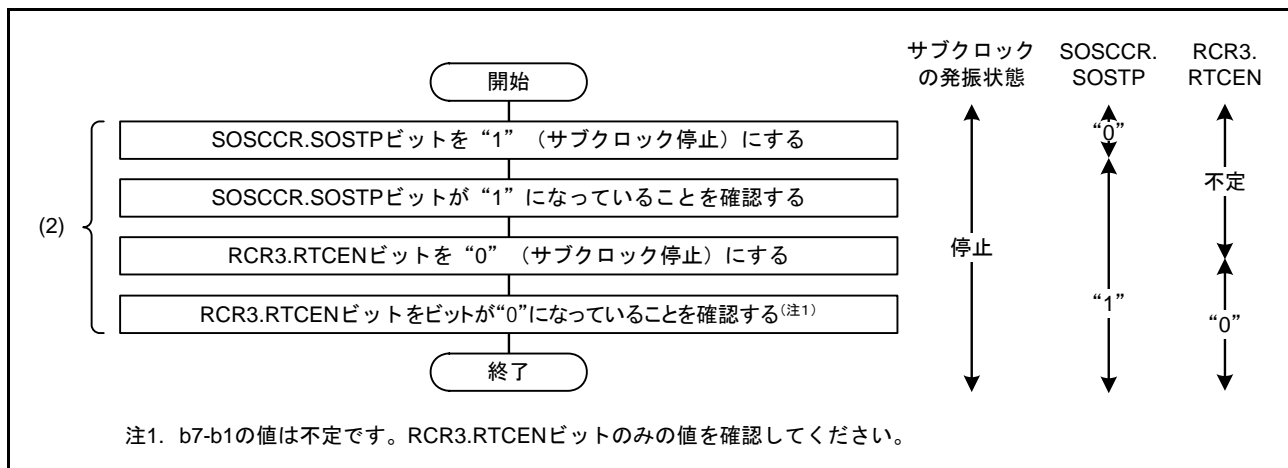 サブクロック
の発振状態
SOSCCR.
SOSTP
RCR3.
RTCEN
開始
(2)
SOSCCR.SOSTPビットを“1”（サブクロック停止）にする
SOSCCR.SOSTPビットが“1”になっていることを確認する
RCR3.RTCENビットを“0”（サブクロック停止）にする
RCR3.RTCENビットをビットが“0”になっていることを確認する(注1)
終了
停止
“0”
“1”
不定
“0”
注1. b7-b1の値は不定です。RCR3.RTCENビットのみの値を確認してください。